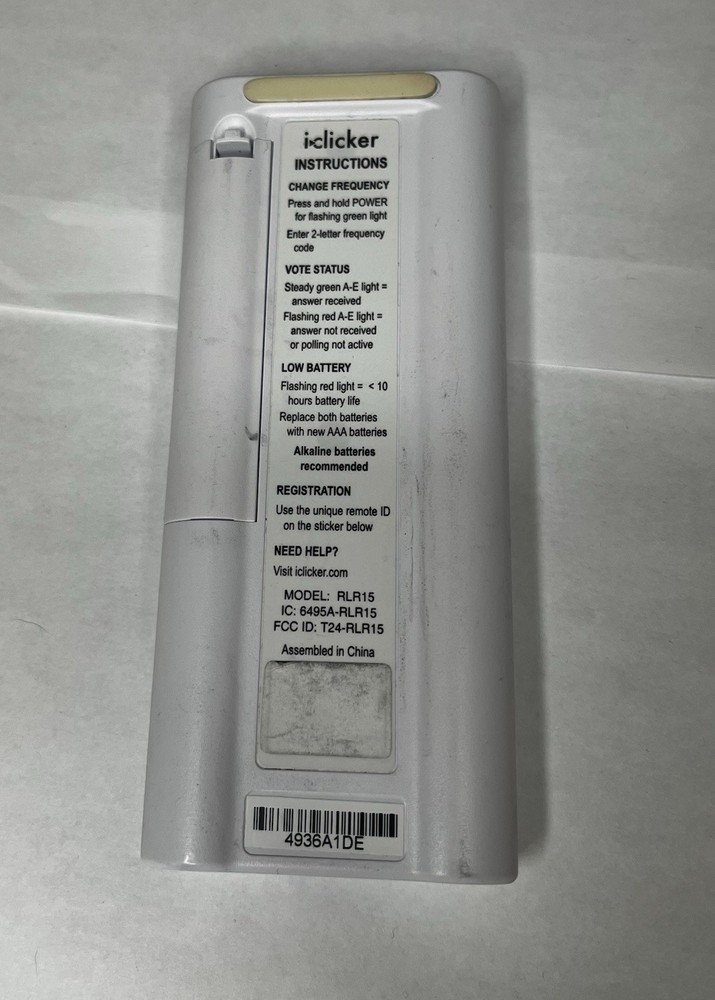 i>clicker
INSTRUCTIONS
CHANGE FREQUENCY
Press and hold POWER
for flashing green light
Enter 2-letter frequency
code
VOTE STATUS
Steady green A-E light =
answer received
Flashing red A-E light =
answer not received
or polling not active
LOW BATTERY
Flashing red light = < 10
hours battery life
Replace both batteries
with new AAA batteries
Alkaline batteries
recommended
REGISTRATION
Use the unique remote ID
on the sticker below
NEED HELP?
Visit iclicker.com
MODEL: RLR15
IC: 6495A-RLR15
FCC ID: T24-RLR15
Assembled in China
4936A1DE